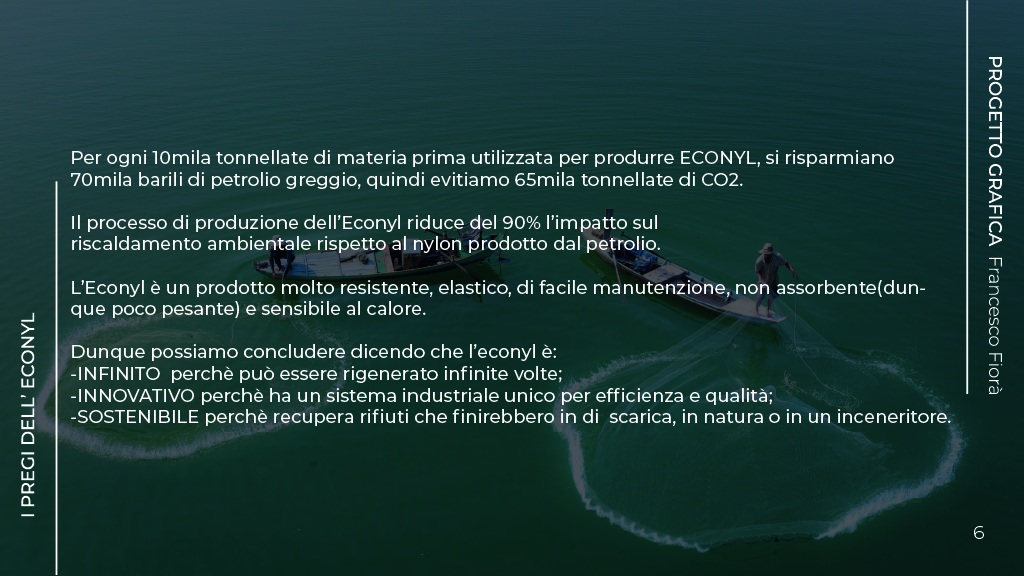 Per ogni 10mila tonnellate di materia prima utilizzata per produrre ECONYL, si risparmiano
70mila barili di petrolio greggio, quindi evitiamo 65mila tonnellate di CO2.
Il processo di produzione dell’Econyl riduce del 90% l’impatto sul
riscaldamento ambientale rispetto al nylon prodotto dal petrolio.
L’Econyl è un prodotto molto resistente, elastico, di facile manutenzione, non assorbente(dun-
que poco pesante) e sensibile al calore.
Dunque possiamo concludere dicendo che l’econyl è:
-INFINITO  perchè può essere rigenerato infinite volte;
-INNOVATIVO perchè ha un sistema industriale unico per efficienza e qualità;
-SOSTENIBILE perchè recupera rifiuti che finirebbero in di  scarica, in natura o in un inceneritore.
I PREGI DELL’ ECONYL
PROGETTO GRAFICA Francesco Fiorà
6